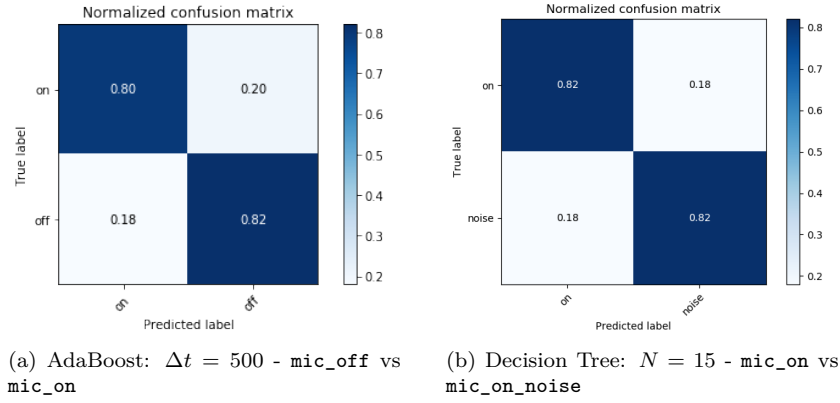 Normalized confusion matrix
on
0.80
0.20
off
0.18
0.82
True label
on
off
Predicted label
0.8
0.7
0.6
0.5
0.4
0.3
0.2
Normalized confusion matrix
on
0.82
0.18
noise
0.18
0.82
True label
on
noise
Predicted label
0.8
0.7
0.6
0.5
0.4
0.3
0.2
(a) AdaBoost: Δt = 500 - mic_off vs
mic_on
(b) Decision Tree: N = 15 - mic_on vs
mic_on_noise